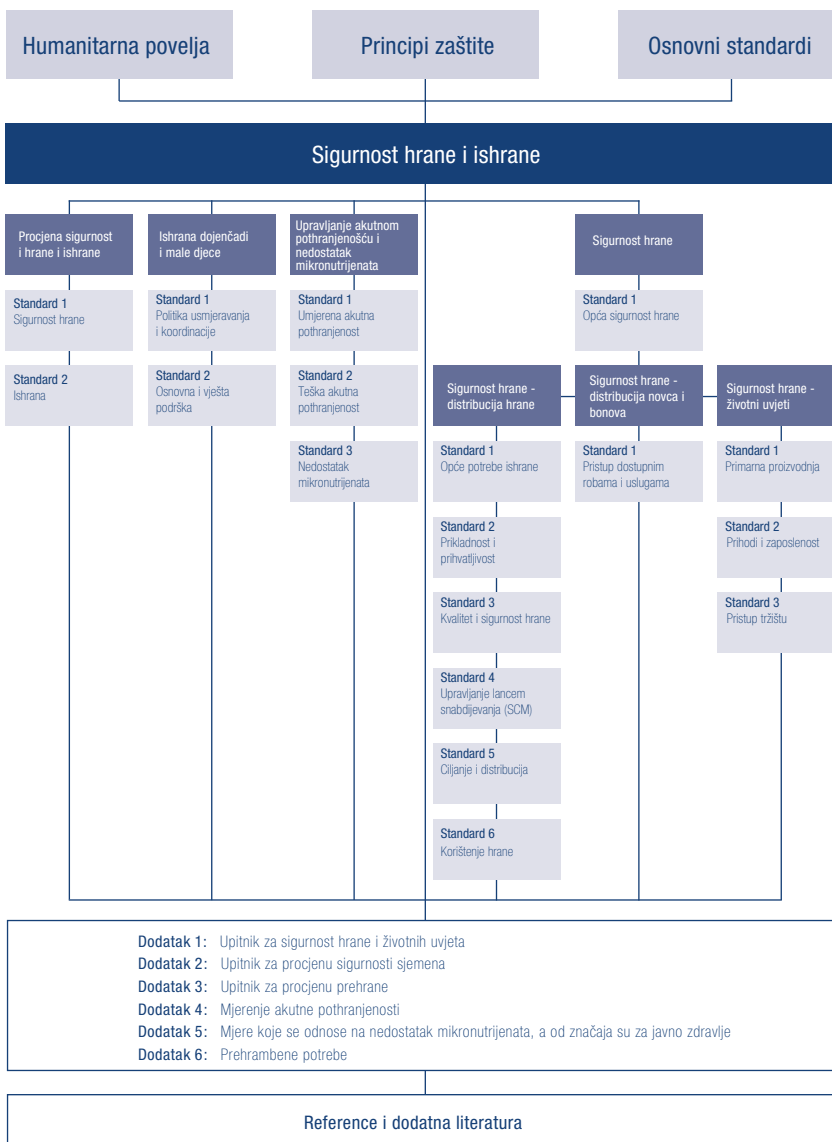 Humanitarna povelja
Principi zaštite
Osnovni standardi
Sigurnost hrane i ishrane
Procjena sigurnost
i hrane i ishrane
Standard 1
Sigurnost hrane
Standard 2
Ishrana
Ishrana dojenčadi
i male djece
Standard 1
Politika usmjeravanja
i koordinacije
Standard 2
Osnovna i vješta
podrška
Upravljanje akutnom
pothranjenošću i
nedostatak
mikronutrijenata
Standard 1
Umjerena akutna
pothranjenost
Standard 2
Teška akutna
pothranjenost
Standard 3
Nedostatak
mikronutrijenata
Sigurnost hrane
Standard 1
Opća sigurnost hrane
Sigurnost hrane -
distribucija hrane
Standard 1
Opće potrebe ishrane
Standard 2
Prikladnost i
prihvatljivost
Standard 3
Kvalitet i sigurnost hrane
Standard 4
Upravljanje lancem
snabdijevanja (SCM)
Standard 5
Ciljanje i distribucija
Standard 6
Korištenje hrane
Sigurnost hrane -
distribucija novca i
bonova
Standard 1
Pristup dostupnim
robama i uslugama
Sigurnost hrane -
životni uvjeti
Standard 1
Primarna proizvodnja
Standard 2
Prihodi i zaposlenost
Standard 3
Pristup tržištu
Dodatak 1: Upitnik za sigurnost hrane i životnih uvjeta
Dodatak 2: Upitnik za procjenu sigurnosti sjemena
Dodatak 3: Upitnik za procjenu prehrane
Dodatak 4: Mjerenje akutne pothranjenosti
Dodatak 5: Mjere koje se odnose na nedostatak mikronutrijenata, a od značaja su za javno zdravlje
Dodatak 6: Prehrambene potrebe
Reference i dodatna literatura